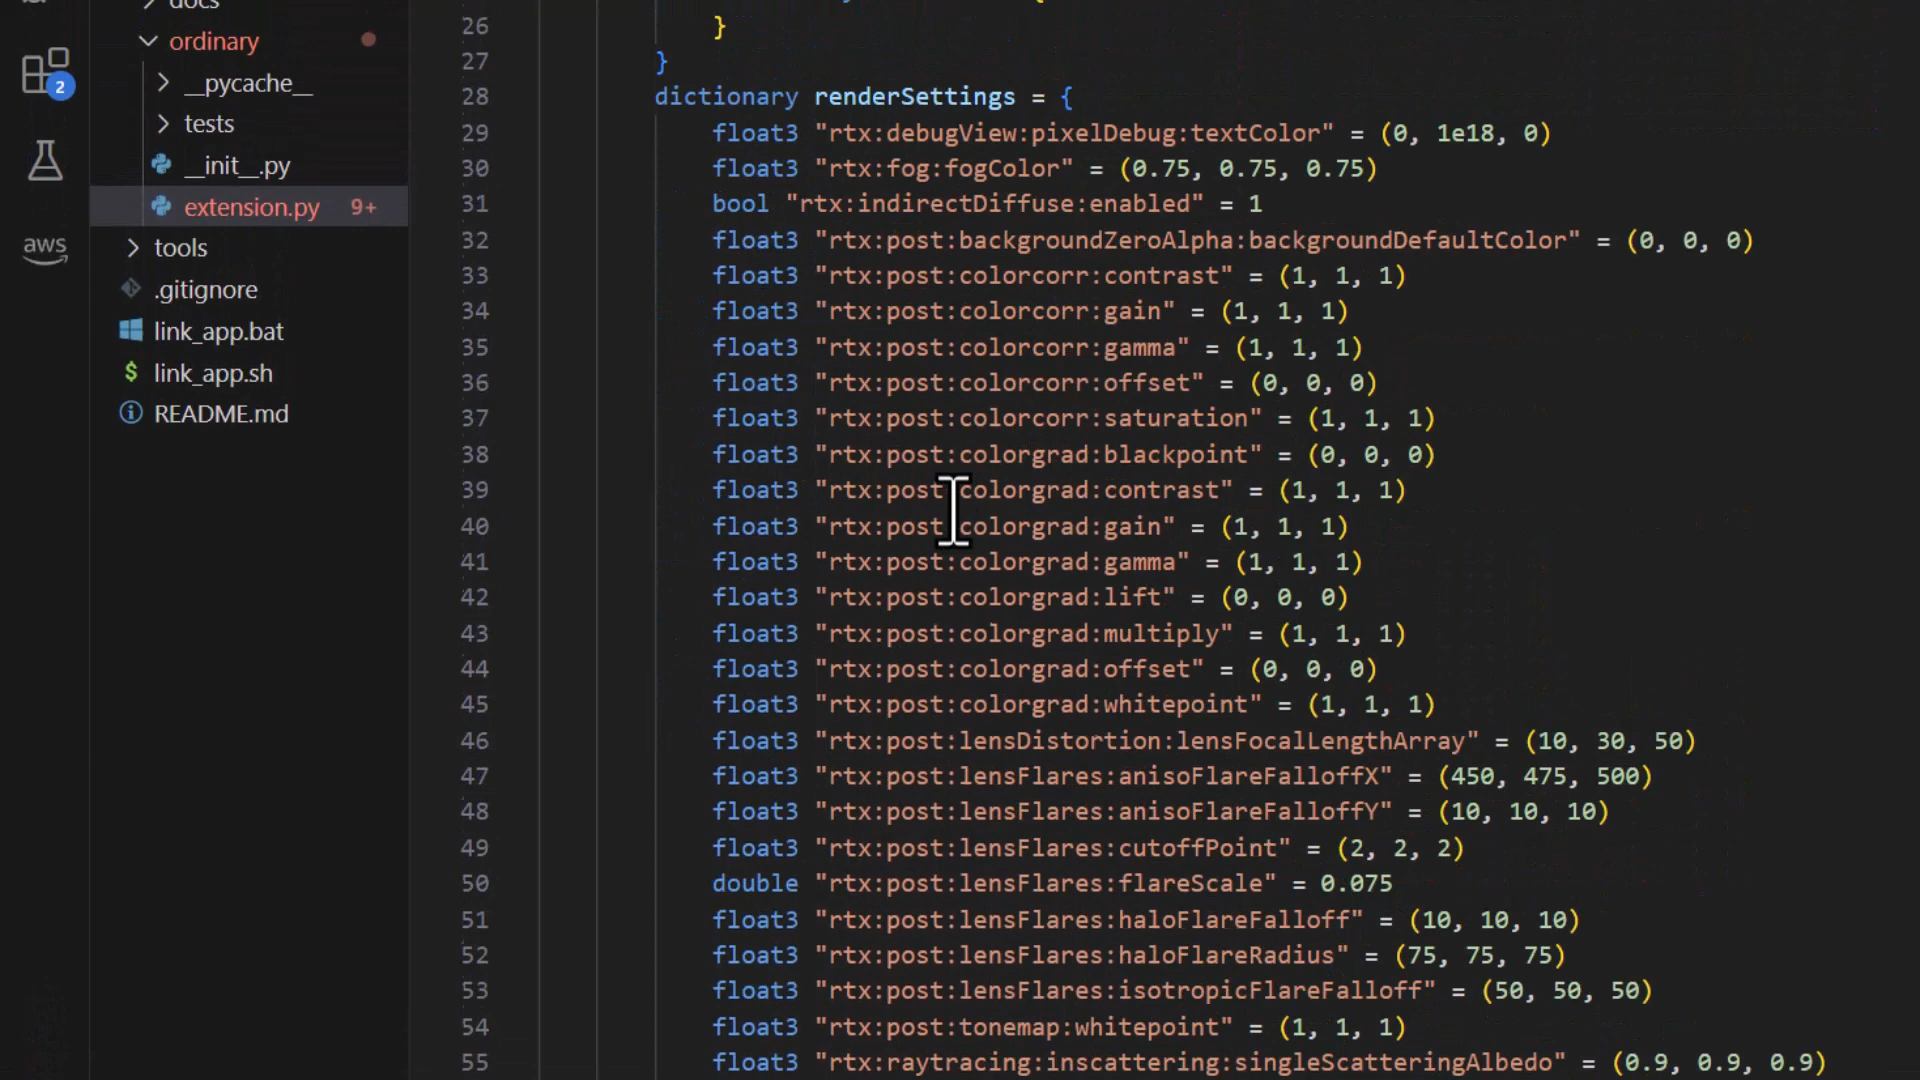 docs
ordinary
__pycache__
tests
__init__.py
extension.py 9+
tools
.gitignore
link_app.bat
$ link_app.sh
README.md
2
aws
26 }
27 }
28 dictionary renderSettings = {
29 float3 "rtx:debugView:pixelDebug:textColor" = (0, 1e18, 0)
30 float3 "rtx:fog:fogColor" = (0.75, 0.75, 0.75)
31 bool "rtx:indirectDiffuse:enabled" = 1
32 float3 "rtx:post:backgroundZeroAlpha:backgroundDefaultColor" = (0, 0, 0)
33 float3 "rtx:post:colorcorr:contrast" = (1, 1, 1)
34 float3 "rtx:post:colorcorr:gain" = (1, 1, 1)
35 float3 "rtx:post:colorcorr:gamma" = (1, 1, 1)
36 float3 "rtx:post:colorcorr:offset" = (0, 0, 0)
37 float3 "rtx:post:colorcorr:saturation" = (1, 1, 1)
38 float3 "rtx:post:colorgrad:blackpoint" = (0, 0, 0)
39 float3 "rtx:post:colorgrad:contrast" = (1, 1, 1)
40 float3 "rtx:post:colorgrad:gain" = (1, 1, 1)
41 float3 "rtx:post:colorgrad:gamma" = (1, 1, 1)
42 float3 "rtx:post:colorgrad:lift" = (0, 0, 0)
43 float3 "rtx:post:colorgrad:multiply" = (1, 1, 1)
44 float3 "rtx:post:colorgrad:offset" = (0, 0, 0)
45 float3 "rtx:post:colorgrad:whitepoint" = (1, 1, 1)
46 float3 "rtx:post:lensDistortion:lensFocalLengthArray" = (10, 30, 50)
47 float3 "rtx:post:lensFlares:anisoFlareFalloffX" = (450, 475, 500)
48 float3 "rtx:post:lensFlares:anisoFlareFalloffY" = (10, 10, 10)
49 float3 "rtx:post:lensFlares:cutoffPoint" = (2, 2, 2)
50 double "rtx:post:lensFlares:flareScale" = 0.075
51 float3 "rtx:post:lensFlares:haloFlareFalloff" = (10, 10, 10)
52 float3 "rtx:post:lensFlares:haloFlareRadius" = (75, 75, 75)
53 float3 "rtx:post:lensFlares:isotropicFlareFalloff" = (50, 50, 50)
54 float3 "rtx:post:tonemap:whitepoint" = (1, 1, 1)
55 float3 "rtx:raytracing:inscattering:singleScatteringAlbedo" = (0.9, 0.9, 0.9)